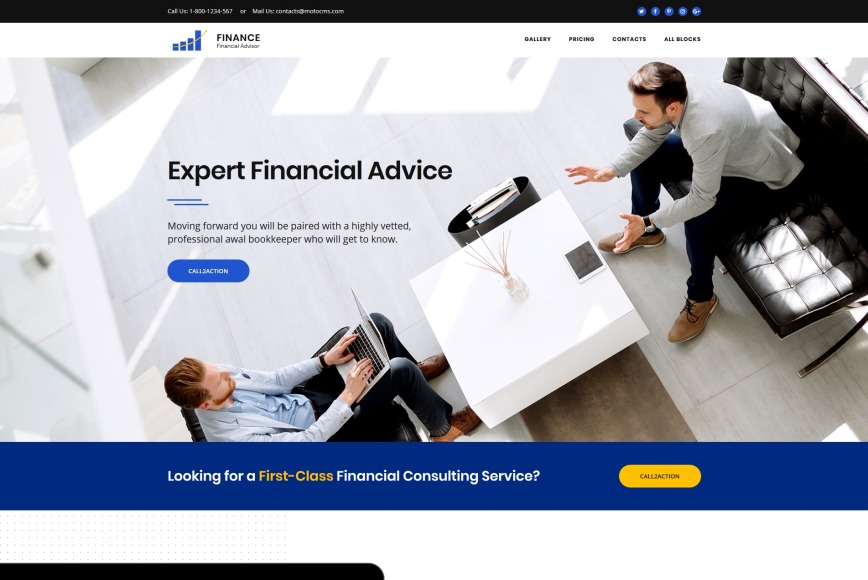 Call Us: 1-800-1234-567 or Mail Us: contacts@motocms.com
FINANCE
Financial Advisor
GALLERY PRICING CONTACTS ALL BLOCKS
Expert Financial Advice
Moving forward you will be paired with a highly vetted,
professional awal bookkeeper who will get to know.
CALL2ACTION
Looking for a First-Class Financial Consulting Service?
CALL2ACTION